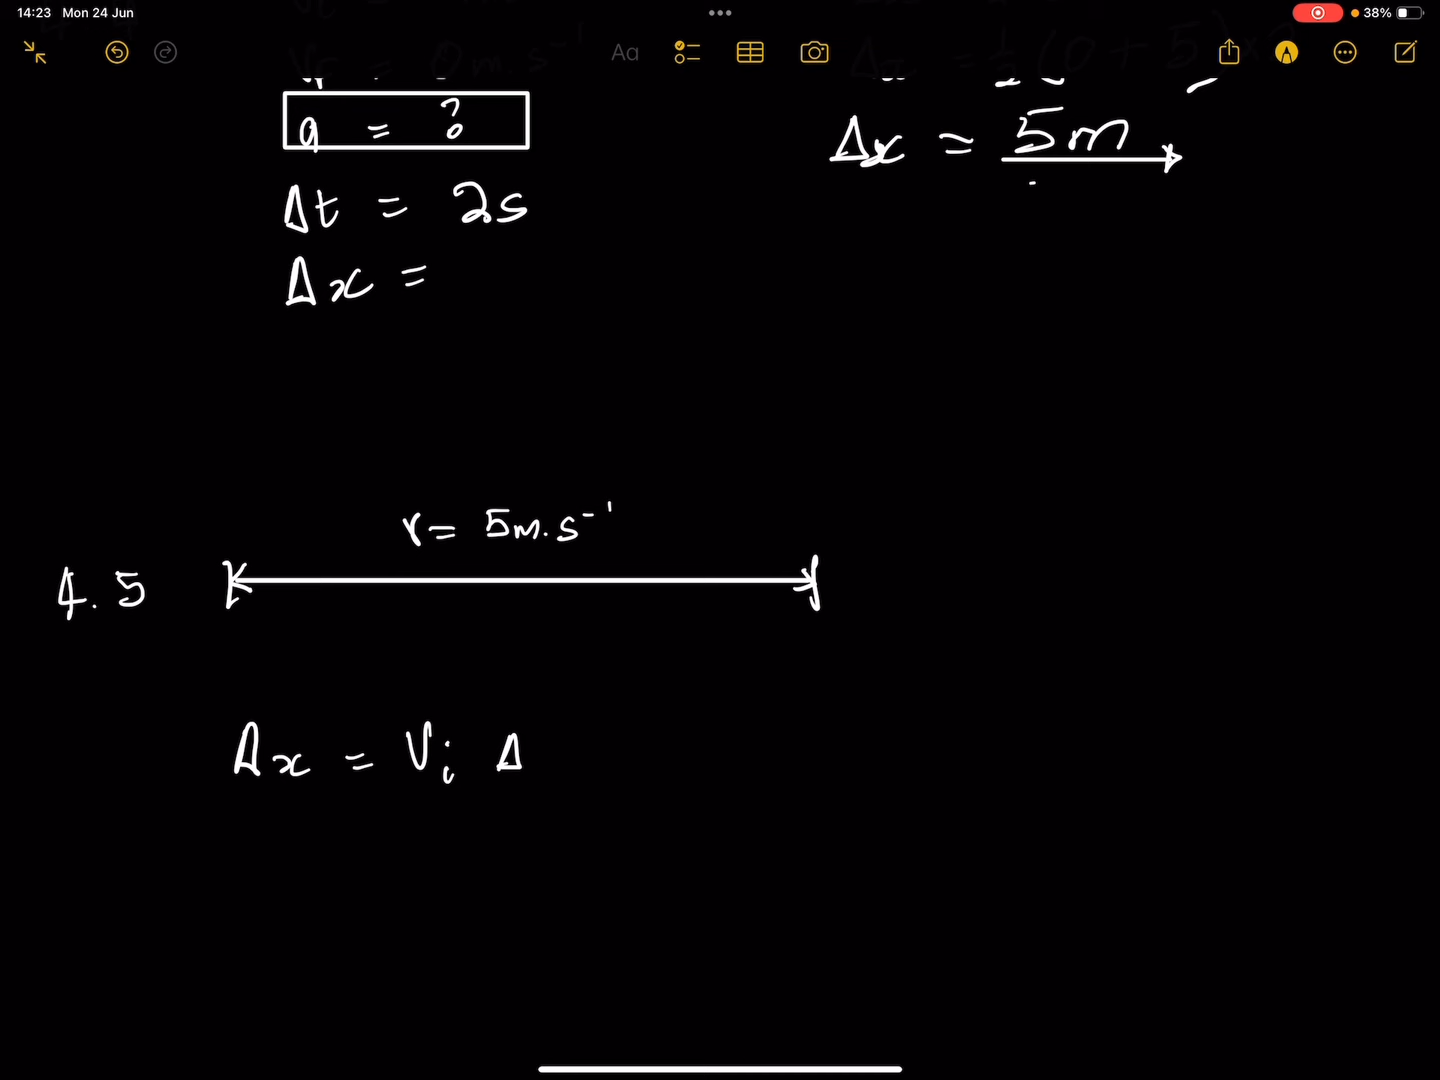 14:23 Mon 24 Jun
38%
Aa
a = ?
Δt = 2s
Δx =
Δx = 5m
r = 5m.s⁻¹
4.5
Δx = Vi Δ